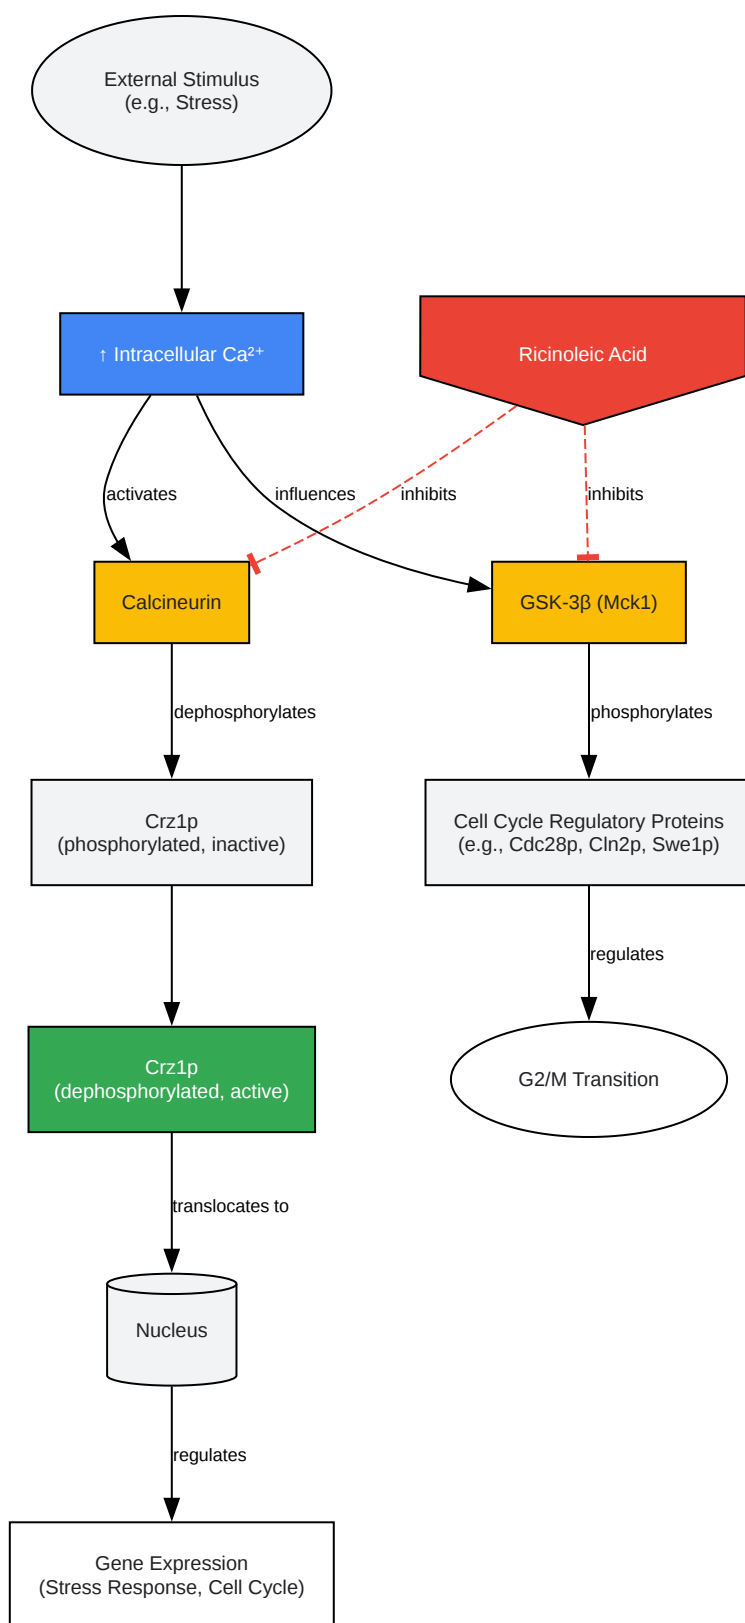 External Stimulus
(e.g., Stress)
↑ Intracellular Ca²⁺
Ricinoleic Acid
activates
influences
inhibits
inhibits
Calcineurin
GSK-3β (Mck1)
dephosphorylates
phosphorylates
Crz1p
(phosphorylated, inactive)
Cell Cycle Regulatory Proteins
(e.g., Cdc28p, Cln2p, Swe1p)
regulates
Crz1p
(dephosphorylated, active)
G2/M Transition
translocates to
Nucleus
regulates
Gene Expression
(Stress Response, Cell Cycle)